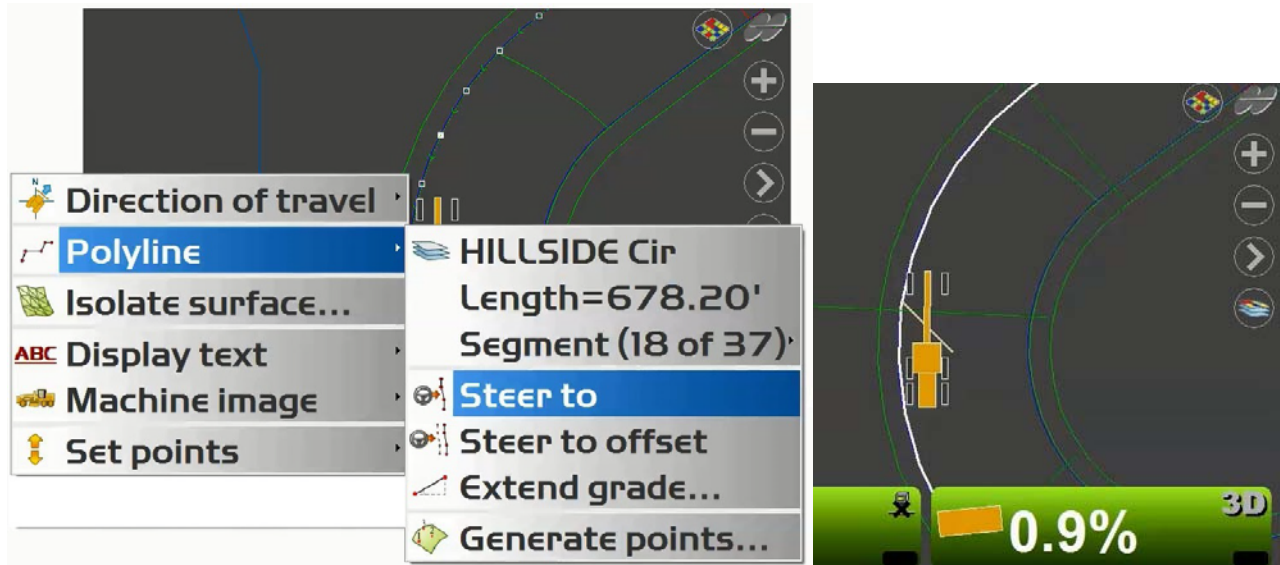 N
Direction of travel
Polyline
Isolate surface...
ABC Display text
Machine image
Set points
HILLSIDE Cir
Length=678.20'
Segment (18 of 37)
Steer to
Steer to offset
Extend grade...
Generate points...
3D
0.9%